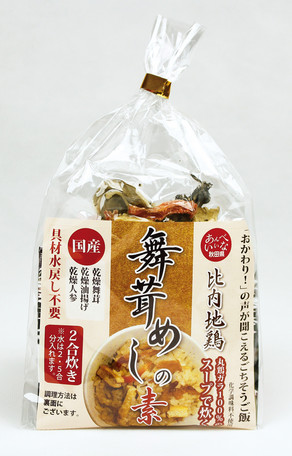 「おかわり！」の声が聞こえるごちそうご飯
あんべ
いいな
秋田県
比内地鶏
丸鶏ガラ100%
スープで炊く
化学調味料不使用
舞茸めしの素
国産
乾燥舞茸
乾燥油揚げ
乾燥人参
具材水戻し不要
2合炊き
※水は2.5合
分入れます。
調理方法は
裏面に
ございます。